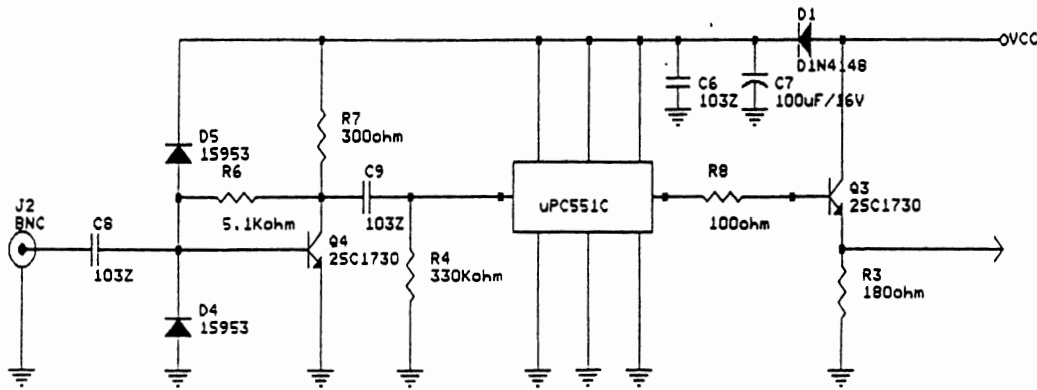 D1
VCC
D1N4148
C6
103Z
C7
100uF/16V
R7
300ohm
D5
1S953
R6
5.1Kohm
C9
103Z
uPC551C
R8
100ohm
Q3
2SC1730
J2
BNC
C8
103Z
Q4
2SC1730
R4
330Kohm
R3
180ohm
D4
1S953